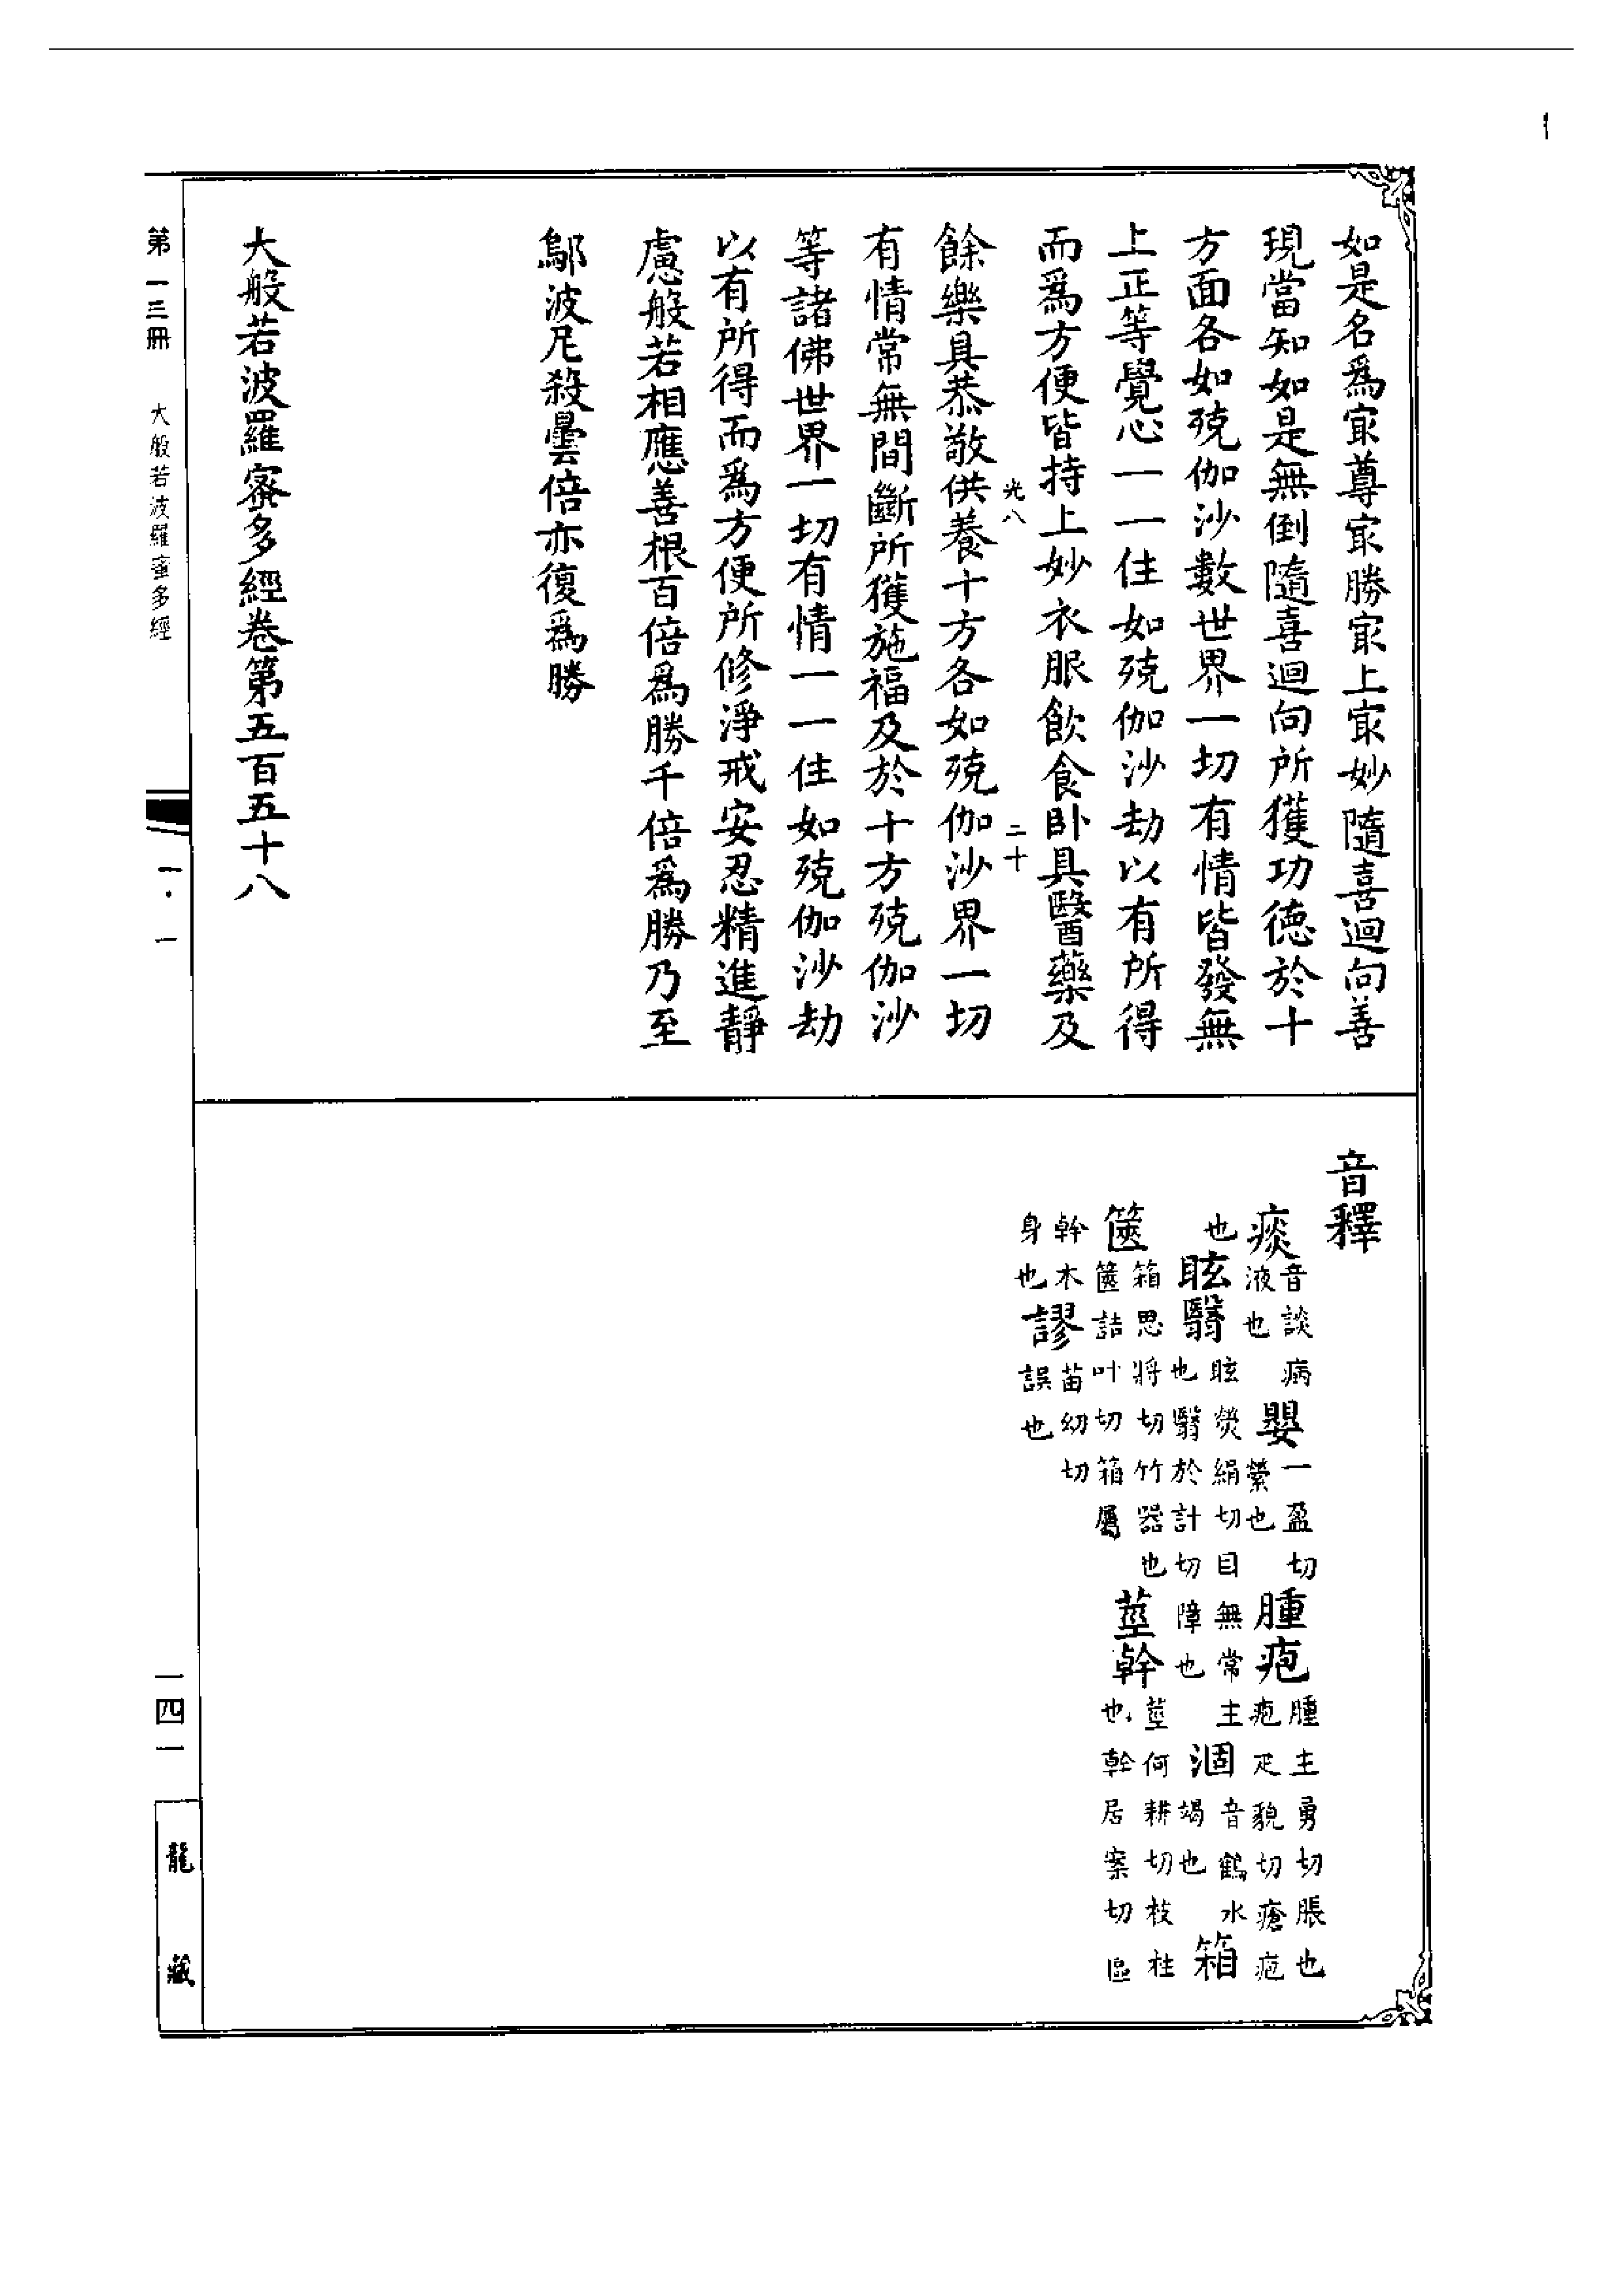 如是名爲㝡尊㝡勝㝡上㝡妙隨喜迴向善
現當知如是無倒隨喜迴向所獲功德於十
方面各如殑伽沙數世界一切有情皆發無
上正等覺心一一住如殑伽沙劫以有所得
而爲方便皆持上妙衣服飲食卧具醫藥及
光八 二十
餘樂具恭敬供養十方各如殑伽沙界一切
有情常無間斷所獲施福及於十方殑伽沙
等諸佛世界一切有情一一住如殑伽沙劫
以有所得而爲方便所修淨戒安忍精進靜
慮般若相應善根百倍爲勝千倍爲勝乃至
鄔波尼殺曇倍亦復爲勝
大般若波羅蜜多經卷第五百五十八
音釋
痰音談病液也 嬰一盈切縈也 腫疱腫主勇切脹也疱疋貌切瘡疱
也 眩翳眩熒絹切目無常主也翳於計切障也 涸音鶴水竭也 箱
篋箱思將切竹器也篋詰叶切箱屬 莖幹莖何耕切枝柱也幹居案切
幹木身也 謬苗幼切誤也
第一三冊 大般若波羅蜜多經
一·一
一四一
龍藏